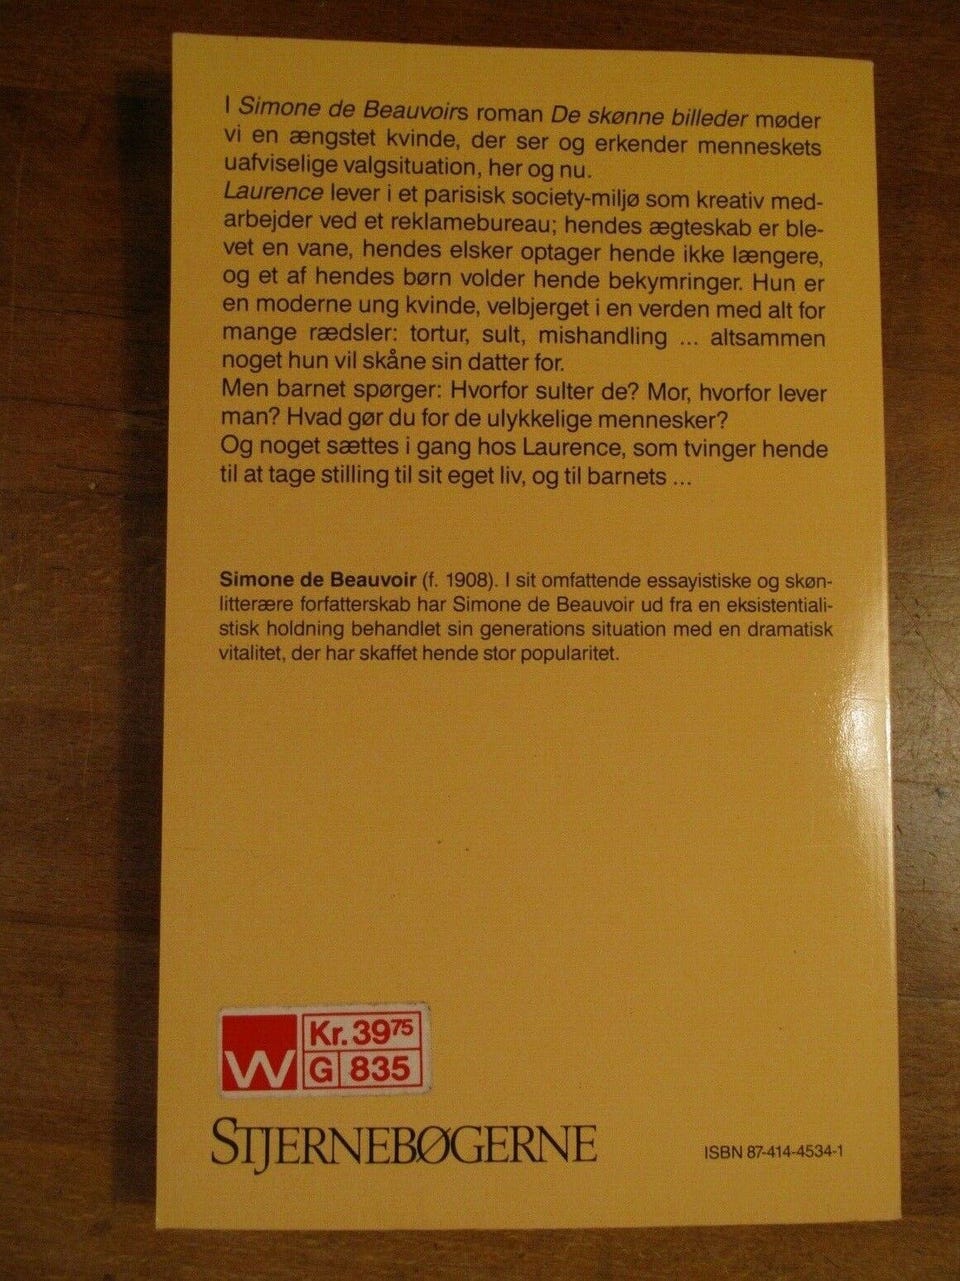 I Simone de Beauvoirs roman De skønne billeder møder
vi en ængstet kvinde, der ser og erkender menneskets
uafviselige valgsituation, her og nu.
Laurence lever i et parisisk society-miljø som kreativ med-
arbejder ved et reklamebureau; hendes ægteskab er ble-
vet en vane, hendes elsker optager hende ikke længere,
og et af hendes børn volder hende bekymringer. Hun er
en moderne ung kvinde, velbjerget i en verden med alt for
mange rædsler: tortur, sult, mishandling ... altsammen
noget hun vil skåne sin datter for.
Men barnet spørger: Hvorfor sulter de? Mor, hvorfor lever
man? Hvad gør du for de ulykkelige mennesker?
Og noget sættes i gang hos Laurence, som tvinger hende
til at tage stilling til sit eget liv, og til barnets ...
Simone de Beauvoir (f. 1908). I sit omfattende essayistiske og skøn-
litterære forfatterskab har Simone de Beauvoir ud fra en eksistentiali-
stisk holdning behandlet sin generations situation med en dramatisk
vitalitet, der har skaffet hende stor popularitet.
W Kr. 39 75
G 835
STJERNEBØGERNE
ISBN 87-414-4534-1